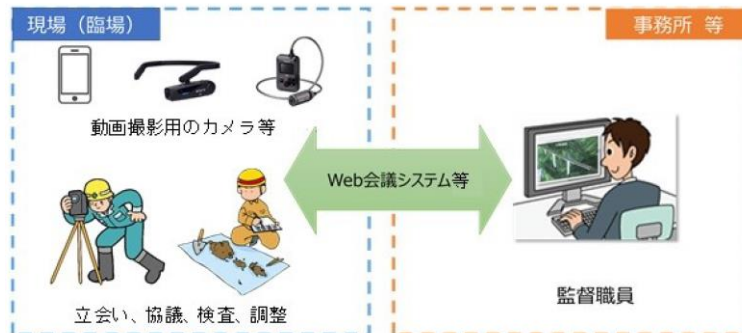 現場（臨場）
事務所 等
動画撮影用のカメラ等
Web会議システム等
立会い、協議、検査、調整
監督職員